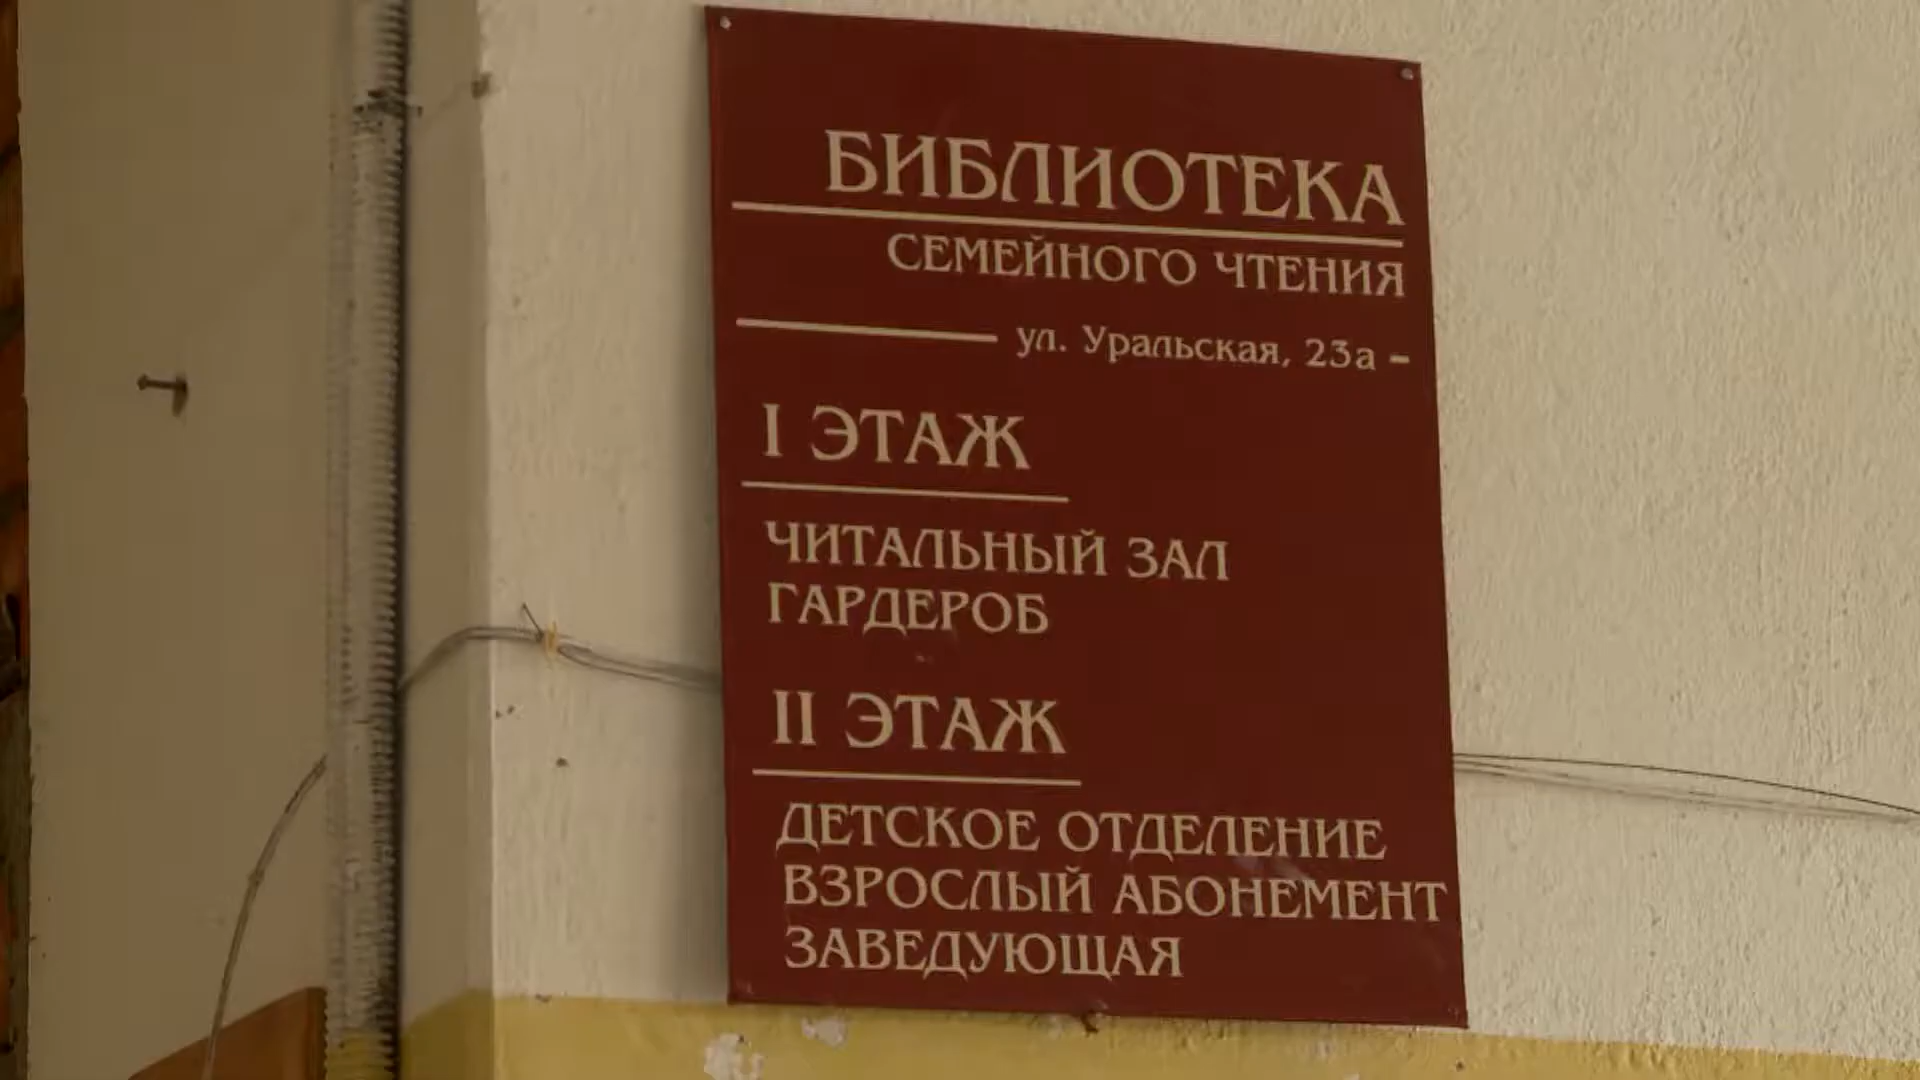 БИБЛИОТЕКА
СЕМЕЙНОГО ЧТЕНИЯ
ул. Уральская, 23а -
I ЭТАЖ
ЧИТАЛЬНЫЙ ЗАЛ
ГАРДЕРОБ
II ЭТАЖ
ДЕТСКОЕ ОТДЕЛЕНИЕ
ВЗРОСЛЫЙ АБОНЕМЕНТ
ЗАВЕДУЮЩАЯ